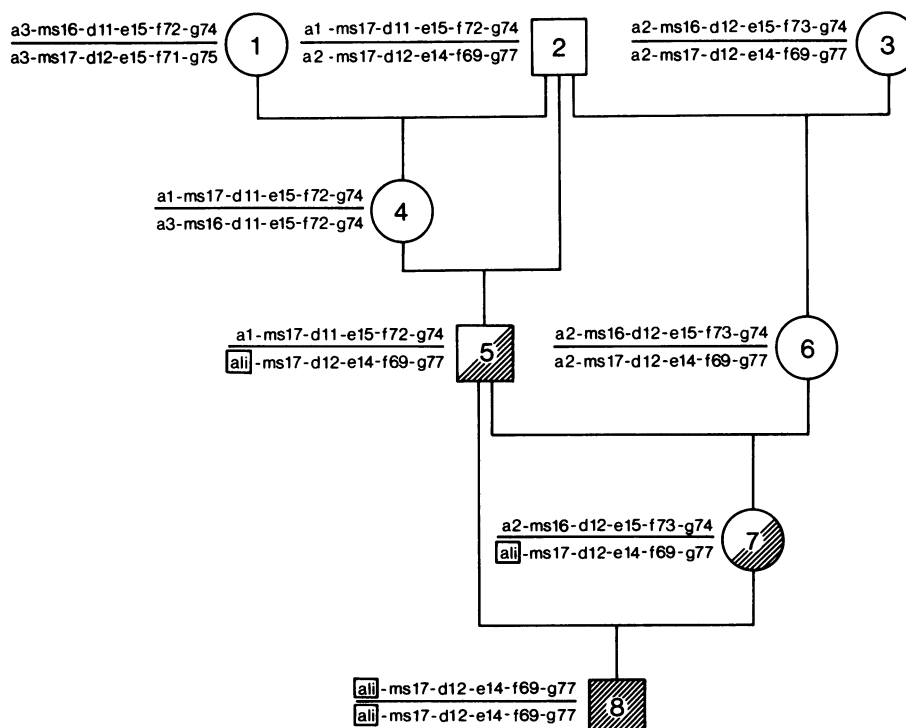 a3-ms16-d11-e15-f72-g74
a3-ms17-d12-e15-f71-g75
1
a1-ms17-d11-e15-f72-g74
a2-ms17-d12-e14-f69-g77
2
a2-ms16-d12-e15-f73-g74
a2-ms17-d12-e14-f69-g77
3
a1-ms17-d11-e15-f72-g74
a3-ms16-d11-e15-f72-g74
4
a1-ms17-d11-e15-f72-g74
ali-ms17-d12-e14-f69-g77
5
a2-ms16-d12-e15-f73-g74
a2-ms17-d12-e14-f69-g77
6
a2-ms16-d12-e15-f73-g74
ali-ms17-d12-e14-f69-g77
7
ali-ms17-d12-e14-f69-g77
ali-ms17-d12-e14-f69-g77
8